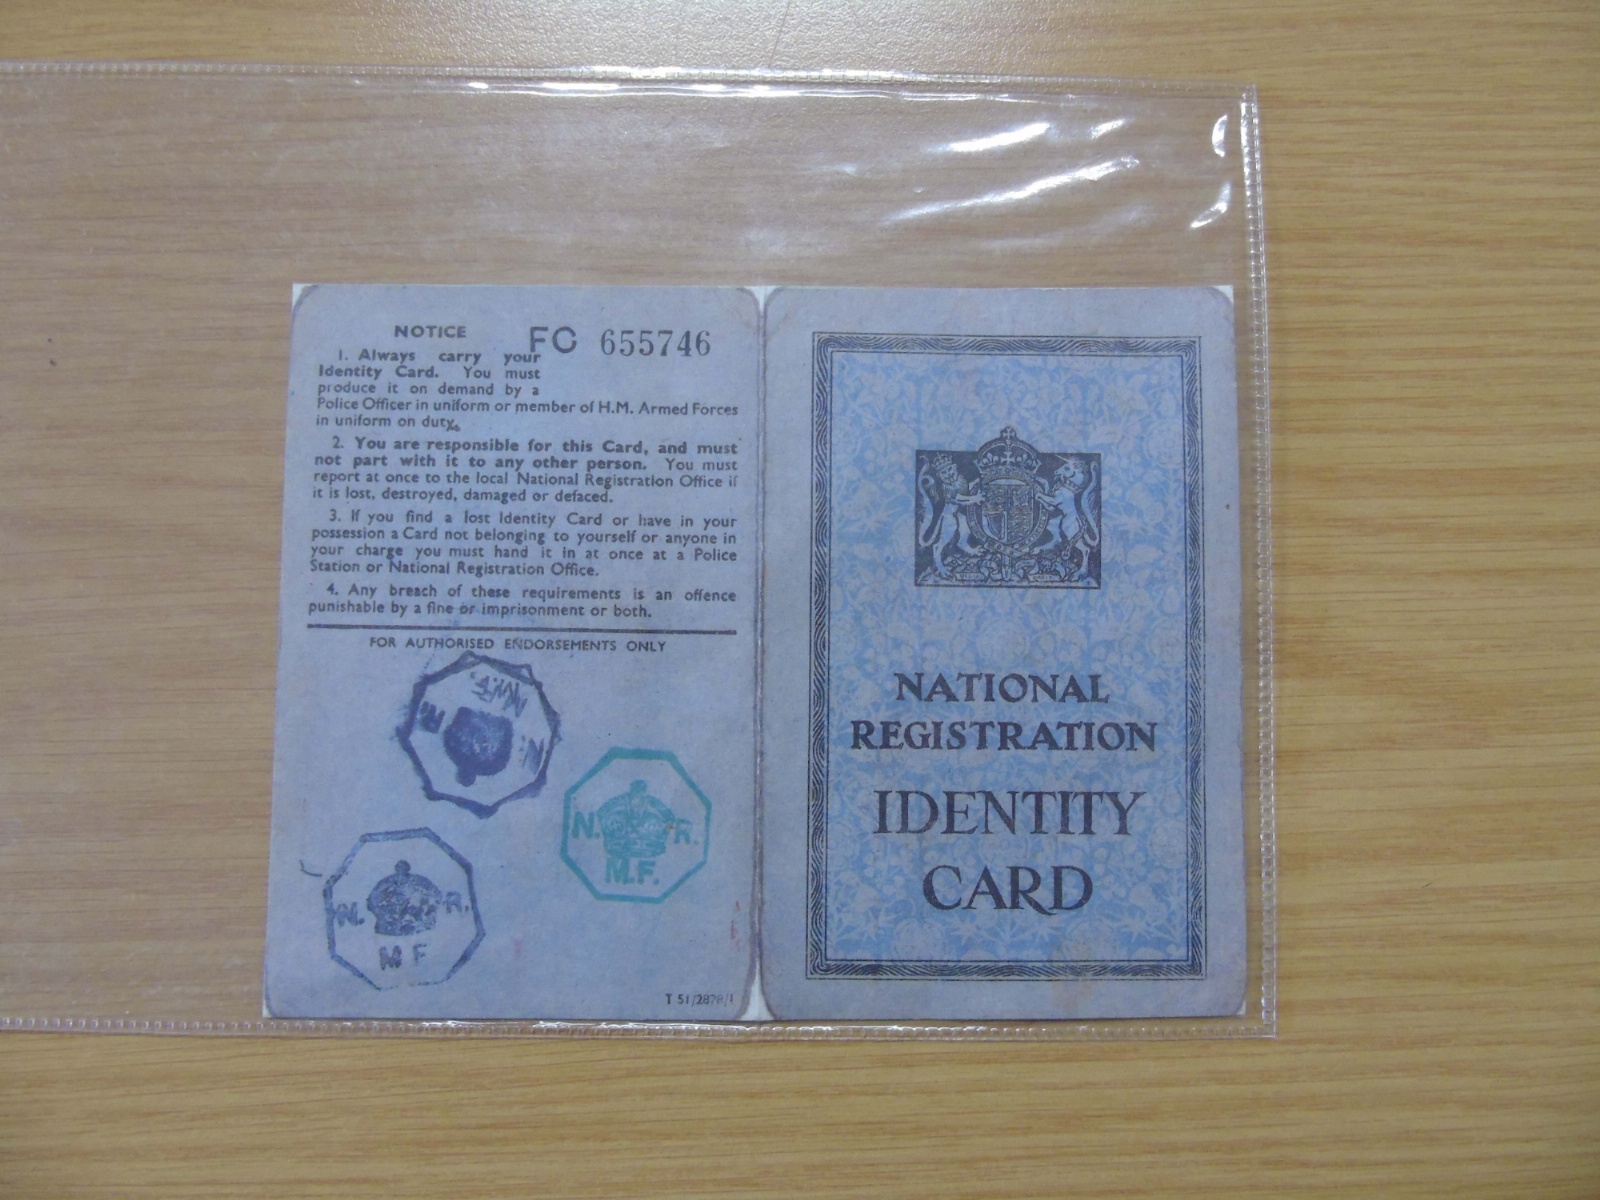 NOTICE
FC 655746
1. Always carry your
Identity Card. You must
produce it on demand by a
Police Officer in uniform or member of H.M. Armed Forces
in uniform on duty.
2. You are responsible for this Card, and must
not part with it to any other person. You must
report at once to the local National Registration Office if
it is lost, destroyed, damaged or defaced.
3. If you find a lost Identity Card or have in your
possession a Card not belonging to yourself or anyone in
your charge you must hand it in at once at a Police
Station or National Registration Office.
4. Any breach of these requirements is an offence
punishable by a fine or imprisonment or both.
FOR AUTHORISED ENDORSEMENTS ONLY
N. R.
M.F.
N. R.
M.F.
N. R.
M F
T 51/2878/1
NATIONAL
REGISTRATION
IDENTITY
CARD